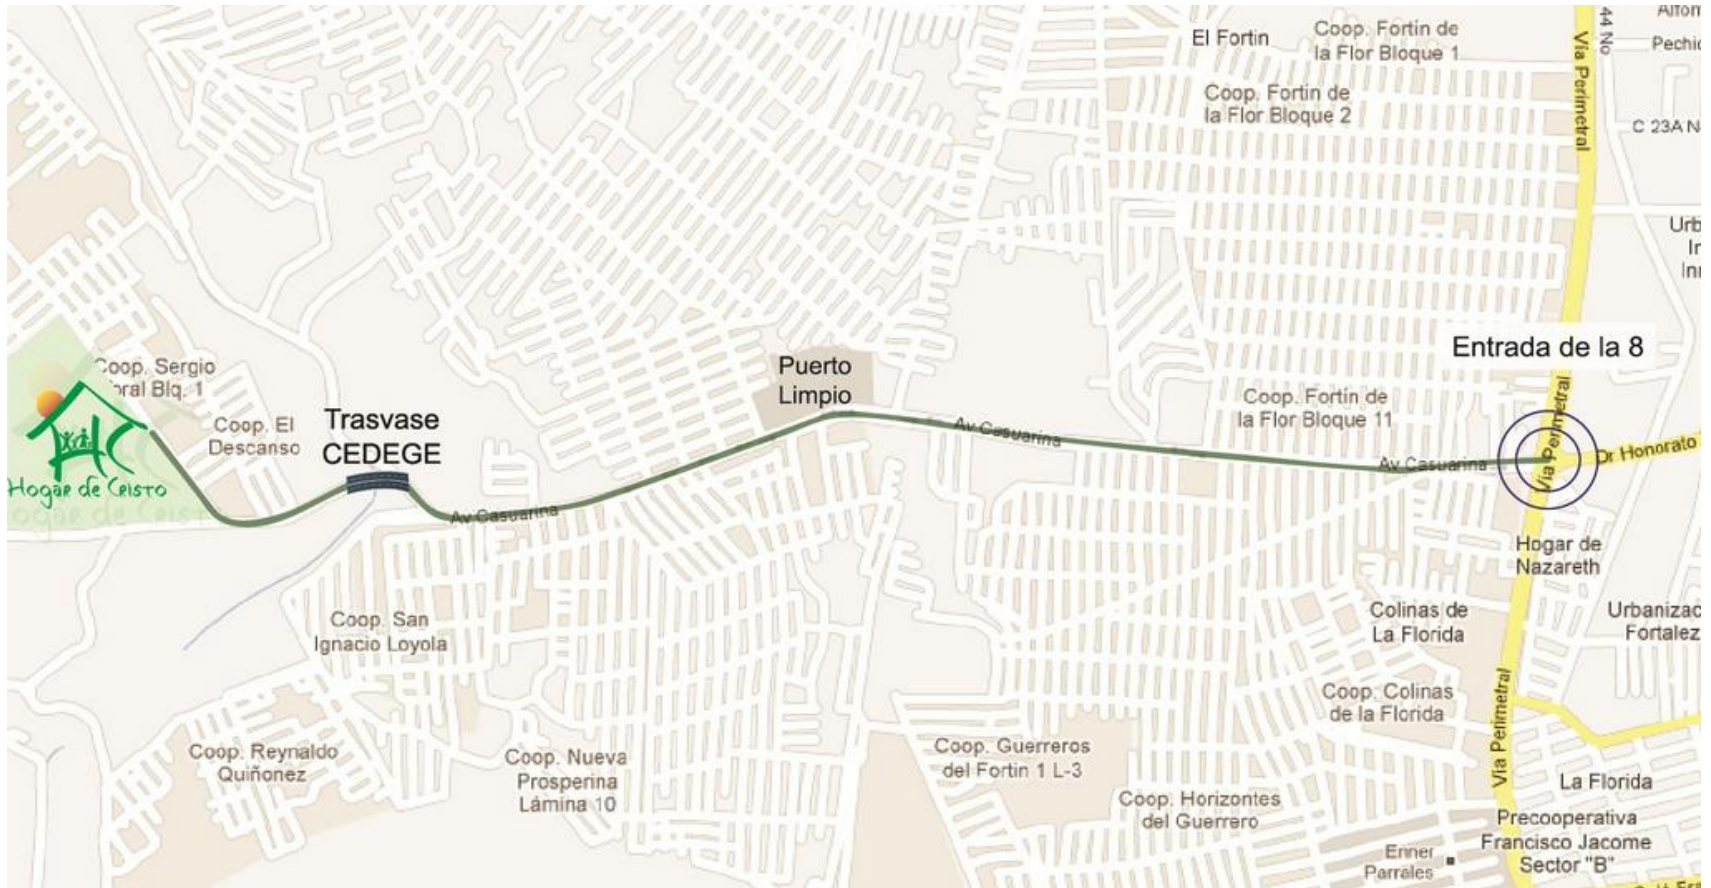 El Fortin
Coop. Fortin de
la Flor Bloque 1
Coop. Fortin de
la Flor Bloque 2
Via Perimetral
44 No
C 23A N
Urb
In
Entrada de la 8
Via Perimetral
Dr Honorato
Coop. Fortín de
la Flor Bloque 11
Av Casuarina
Av Casuarina
Puerto
Limpio
Coop. Sergio
Blq. 1
Coop. El
Descanso
Trasvase
CEDEGE
Hogar de Cristo
Av Casuarina
Hogar de
Nazareth
Colinas de
La Florida
Urbanizac
Fortalez
Coop. San
Ignacio Loyola
Coop. Colinas
de la Florida
Via Perimetral
Coop. Reynaldo
Quiñonez
Coop. Nueva
Prosperina
Lámina 10
Coop. Guerreros
del Fortin 1 L-3
Coop. Horizontes
del Guerrero
La Florida
Precooperativa
Francisco Jacome
Sector "B"
Enner
Parrales